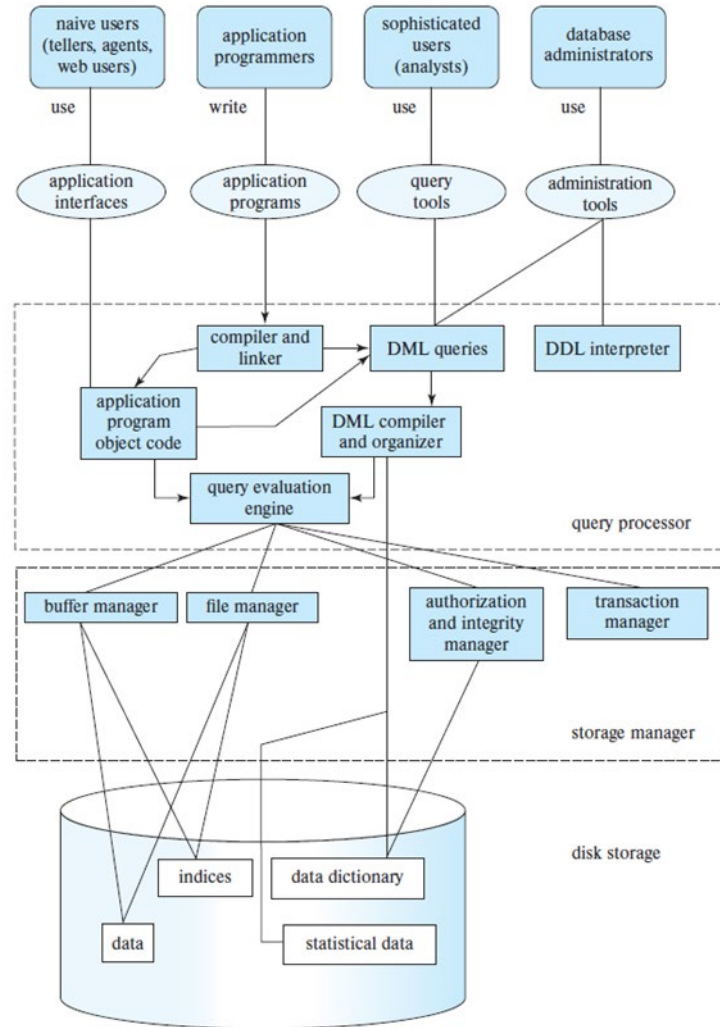 naive users
(tellers, agents,
web users)
application
programmers
sophisticated
users
(analysts)
database
administrators
use
write
use
use
application
interfaces
application
programs
query
tools
administration
tools
compiler and
linker
DML queries
DDL interpreter
application
program
object code
DML compiler
and organizer
query evaluation
engine
query processor
buffer manager
file manager
authorization
and integrity
manager
transaction
manager
storage manager
disk storage
indices
data dictionary
data
statistical data